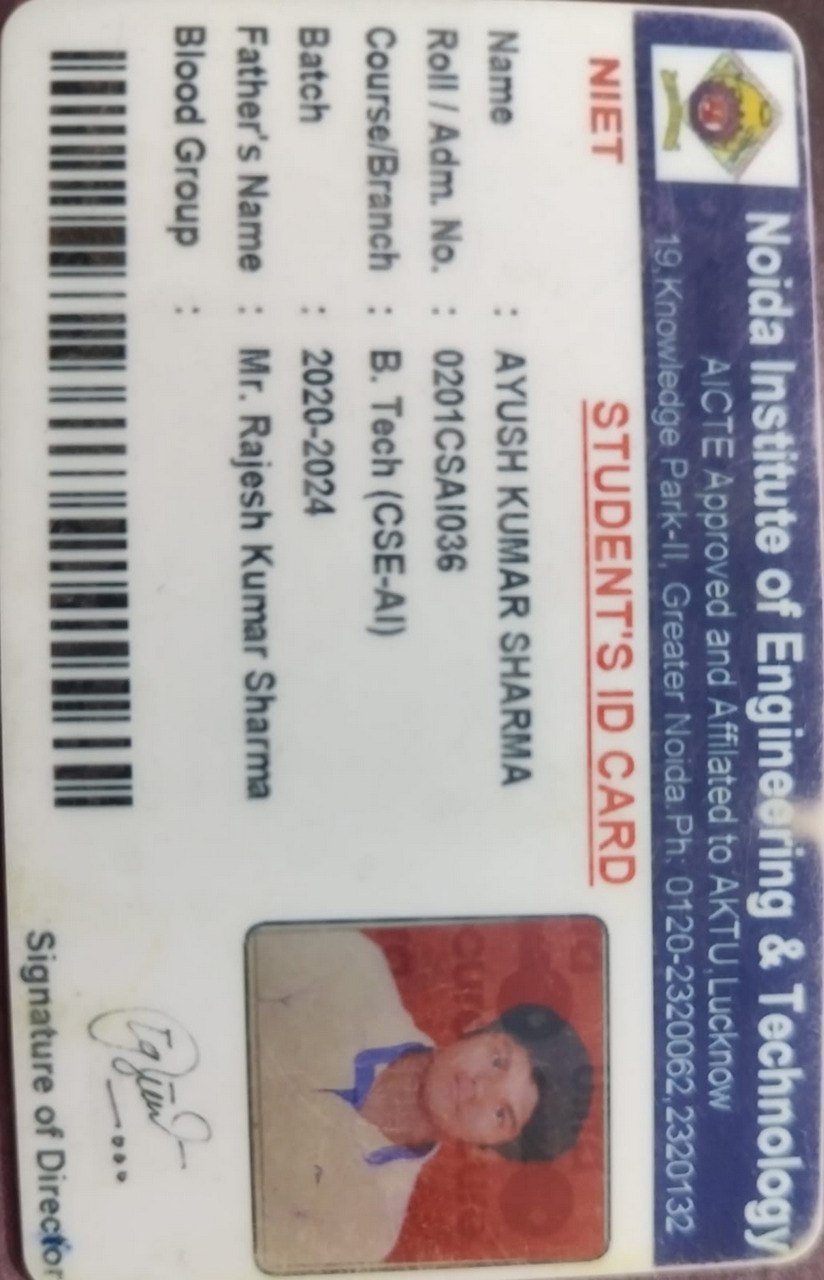 Noida Institute of Engineering & Technology
AICTE Approved and Affilated to AKTU,Lucknow
19,Knowledge Park-II, Greater Noida.Ph: 0120-2320062,2320132
NIET
STUDENT'S ID CARD
Name : AYUSH KUMAR SHARMA
Roll / Adm. No. : 0201CSAI036
Course/Branch : B. Tech (CSE-AI)
Batch : 2020-2024
Father's Name : Mr. Rajesh Kumar Sharma
Blood Group :
Signature of Director